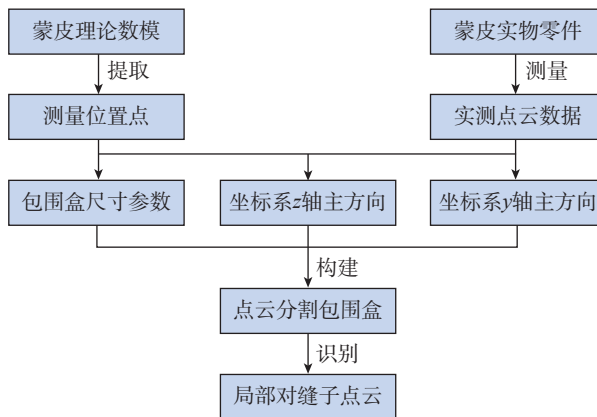 蒙皮理论数模
蒙皮实物零件
提取
测量
测量位置点
实测点云数据
包围盒尺寸参数
坐标系z轴主方向
坐标系y轴主方向
构建
点云分割包围盒
识别
局部对缝子点云